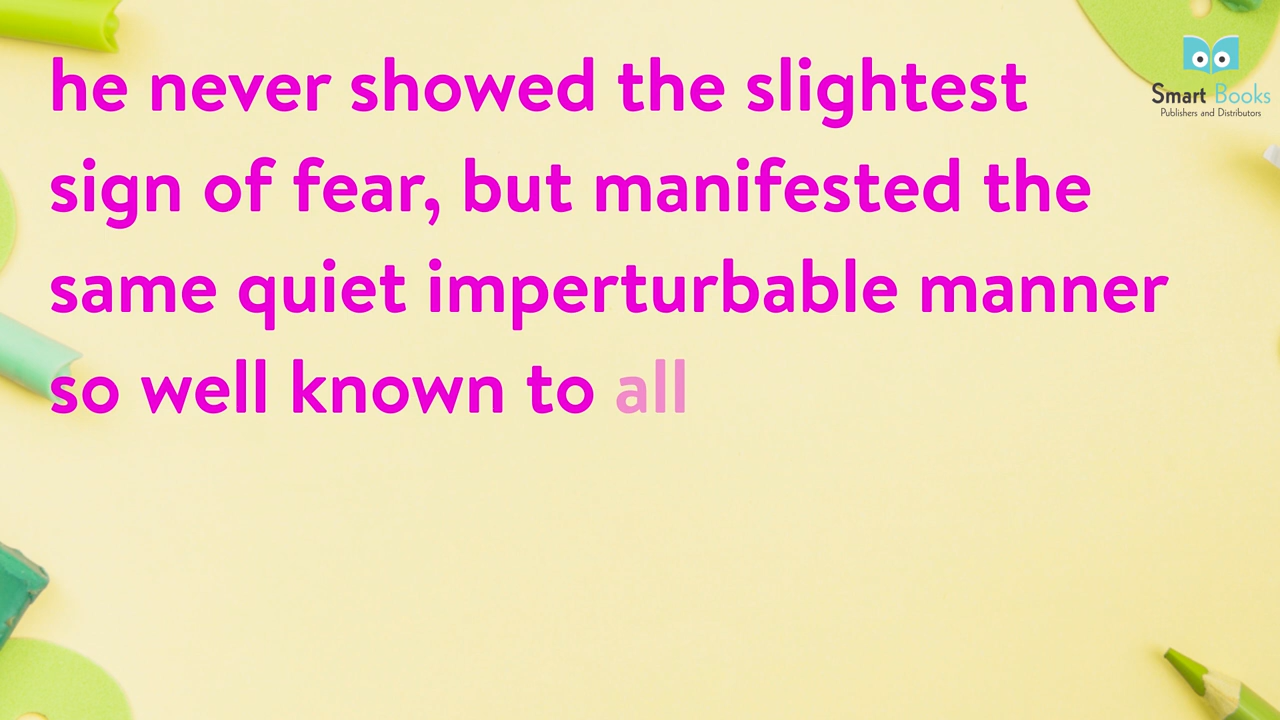 he never showed the slightest
sign of fear, but manifested the
same quiet imperturbable manner
so well known to all
Smart Books
Publishers and Distributors